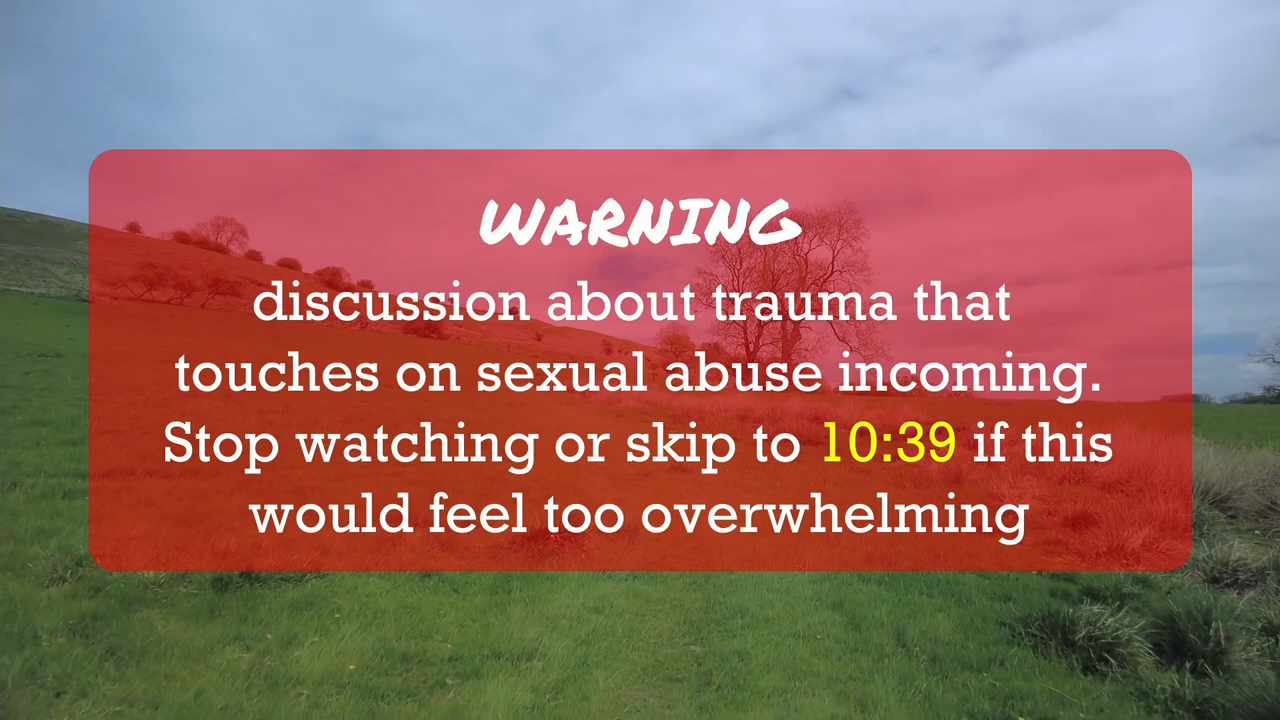 WARNING
discussion about trauma that
touches on sexual abuse incoming.
Stop watching or skip to 10:39 if this
would feel too overwhelming